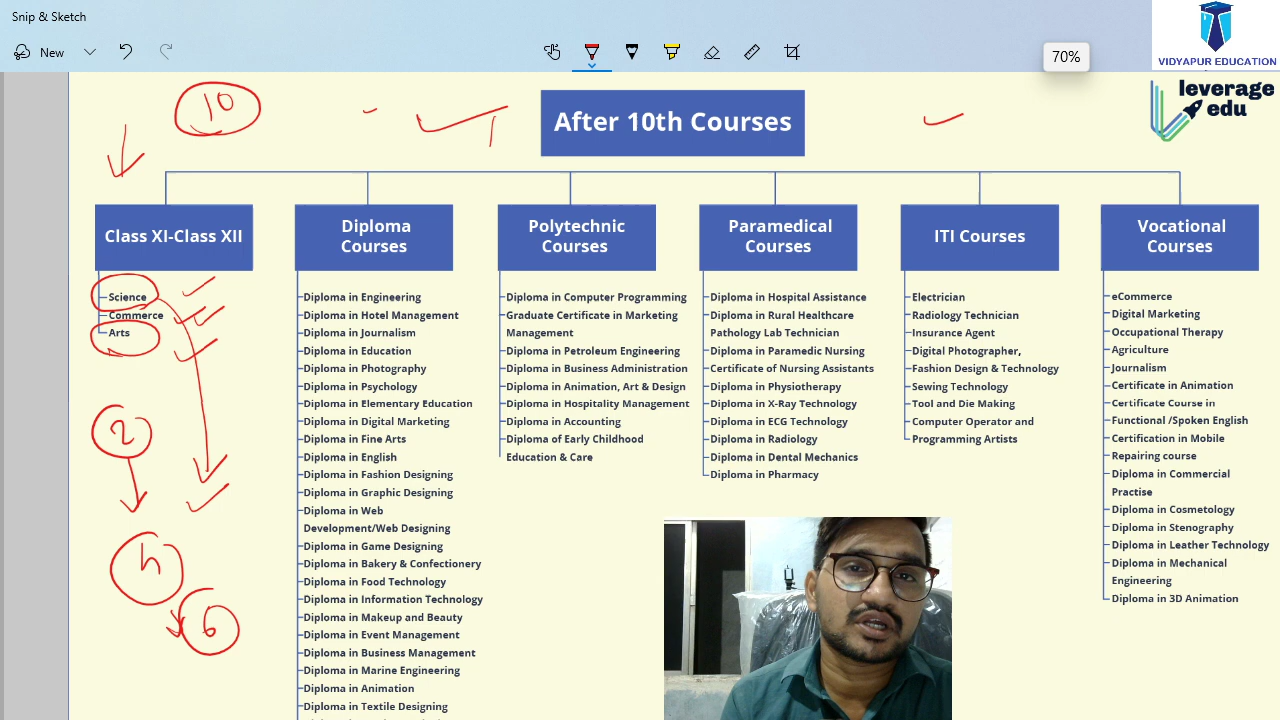 Snip & Sketch
New
70%
VIDYAPUR EDUCATION
leverage
edu
10
After 10th Courses
Class XI-Class XII
Science
Commerce
Arts
2
6
Diploma
Courses
Diploma in Engineering
Diploma in Hotel Management
Diploma in Journalism
Diploma in Education
Diploma in Photography
Diploma in Psychology
Diploma in Elementary Education
Diploma in Digital Marketing
Diploma in Fine Arts
Diploma in English
Diploma in Fashion Designing
Diploma in Graphic Designing
Diploma in Web
Development/Web Designing
Diploma in Game Designing
Diploma in Bakery & Confectionery
Diploma in Food Technology
Diploma in Information Technology
Diploma in Makeup and Beauty
Diploma in Event Management
Diploma in Business Management
Diploma in Marine Engineering
Diploma in Animation
Diploma in Textile Designing
Polytechnic
Courses
Diploma in Computer Programming
Graduate Certificate in Marketing
Management
Diploma in Petroleum Engineering
Diploma in Business Administration
Diploma in Animation, Art & Design
Diploma in Hospitality Management
Diploma in Accounting
Diploma of Early Childhood
Education & Care
Paramedical
Courses
Diploma in Hospital Assistance
Diploma in Rural Healthcare
Pathology Lab Technician
Diploma in Paramedic Nursing
Certificate of Nursing Assistants
Diploma in Physiotherapy
Diploma in X-Ray Technology
Diploma in ECG Technology
Diploma in Radiology
Diploma in Dental Mechanics
Diploma in Pharmacy
ITI Courses
Electrician
Radiology Technician
Insurance Agent
Digital Photographer,
Fashion Design & Technology
Sewing Technology
Tool and Die Making
Computer Operator and
Programming Artists
Vocational
Courses
eCommerce
Digital Marketing
Occupational Therapy
Agriculture
Journalism
Certificate in Animation
Certificate Course in
Functional /Spoken English
Certification in Mobile
Repairing course
Diploma in Commercial
Practise
Diploma in Cosmetology
Diploma in Stenography
Diploma in Leather Technology
Diploma in Mechanical
Engineering
Diploma in 3D Animation